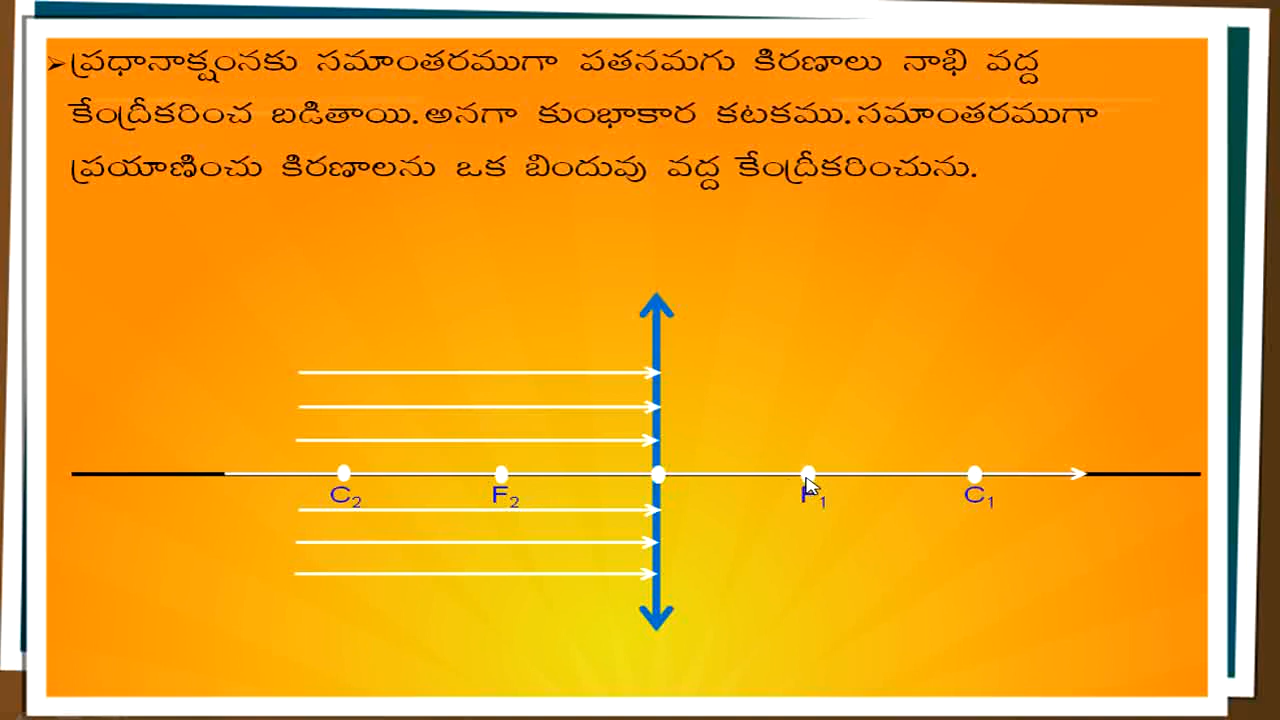 ➢ప్రధానాక్షంనకు సమాంతరముగా పతనమగు కిరణాలు నాభి వద్ద
కేంద్రీకరించ బడితాయి.అనగా కుంభాకార కటకము.సమాంతరముగా
ప్రయాణించు కిరణాలను ఒక బిందువు వద్ద కేంద్రీకరించును.
C₂ F₂ F₁ C₁